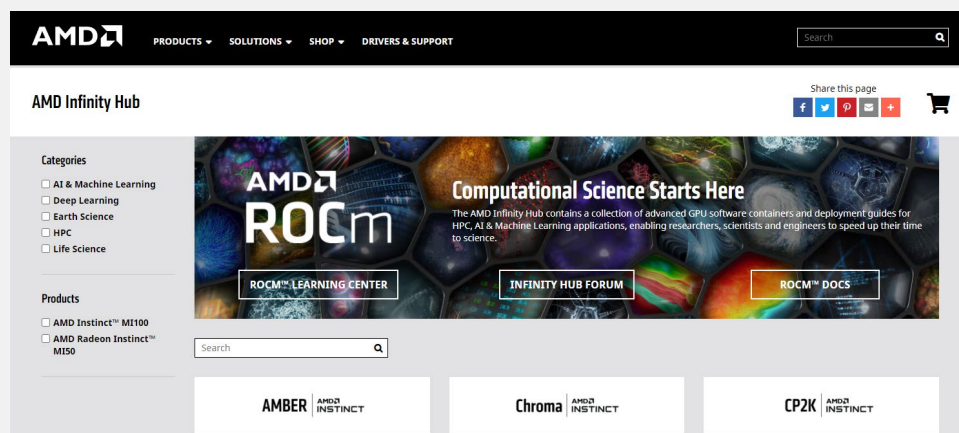 AMD
PRODUCTS SOLUTIONS SHOP DRIVERS & SUPPORT
Search
AMD Infinity Hub
Share this page
Categories
AI & Machine Learning
Deep Learning
Earth Science
HPC
Life Science
Products
AMD Instinct™ MI100
AMD Radeon Instinct™
MI50
AMD
ROCm
Computational Science Starts Here
The AMD Infinity Hub contains a collection of advanced GPU software containers and deployment guides for
HPC, AI & Machine Learning applications, enabling researchers, scientists and engineers to speed up their time
to science.
ROCM™ LEARNING CENTER
INFINITY HUB FORUM
ROCM™ DOCS
Search
AMBER AMD INSTINCT
Chroma AMD INSTINCT
CP2K AMD INSTINCT